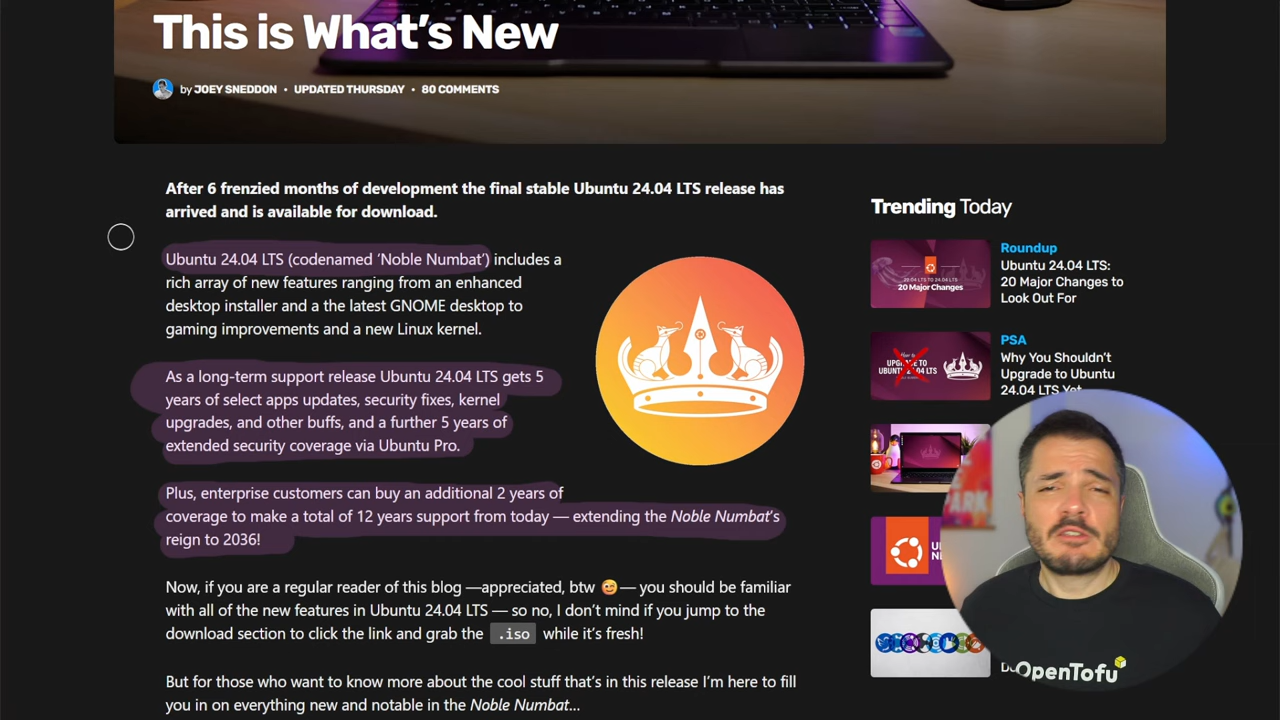 This is What's New
by JOEY SNEDDON • UPDATED THURSDAY • 80 COMMENTS
After 6 frenzied months of development the final stable Ubuntu 24.04 LTS release has
arrived and is available for download.
Ubuntu 24.04 LTS (codenamed ‘Noble Numbat’) includes a
rich array of new features ranging from an enhanced
desktop installer and a the latest GNOME desktop to
gaming improvements and a new Linux kernel.
As a long-term support release Ubuntu 24.04 LTS gets 5
years of select apps updates, security fixes, kernel
upgrades, and other buffs, and a further 5 years of
extended security coverage via Ubuntu Pro.
Plus, enterprise customers can buy an additional 2 years of
coverage to make a total of 12 years support from today — extending the Noble Numbat's
reign to 2036!
Now, if you are a regular reader of this blog —appreciated, btw 😉— you should be familiar
with all of the new features in Ubuntu 24.04 LTS — so no, I don't mind if you jump to the
download section to click the link and grab the .iso while it's fresh!
But for those who want to know more about the cool stuff that's in this release I'm here to fill
you in on everything new and notable in the Noble Numbat...
Trending Today
20 Major Changes
Roundup
Ubuntu 24.04 LTS:
20 Major Changes to
Look Out For
PSA
Why You Shouldn't
Upgrade to Ubuntu
24.04 LTS Yet
OpenTofu